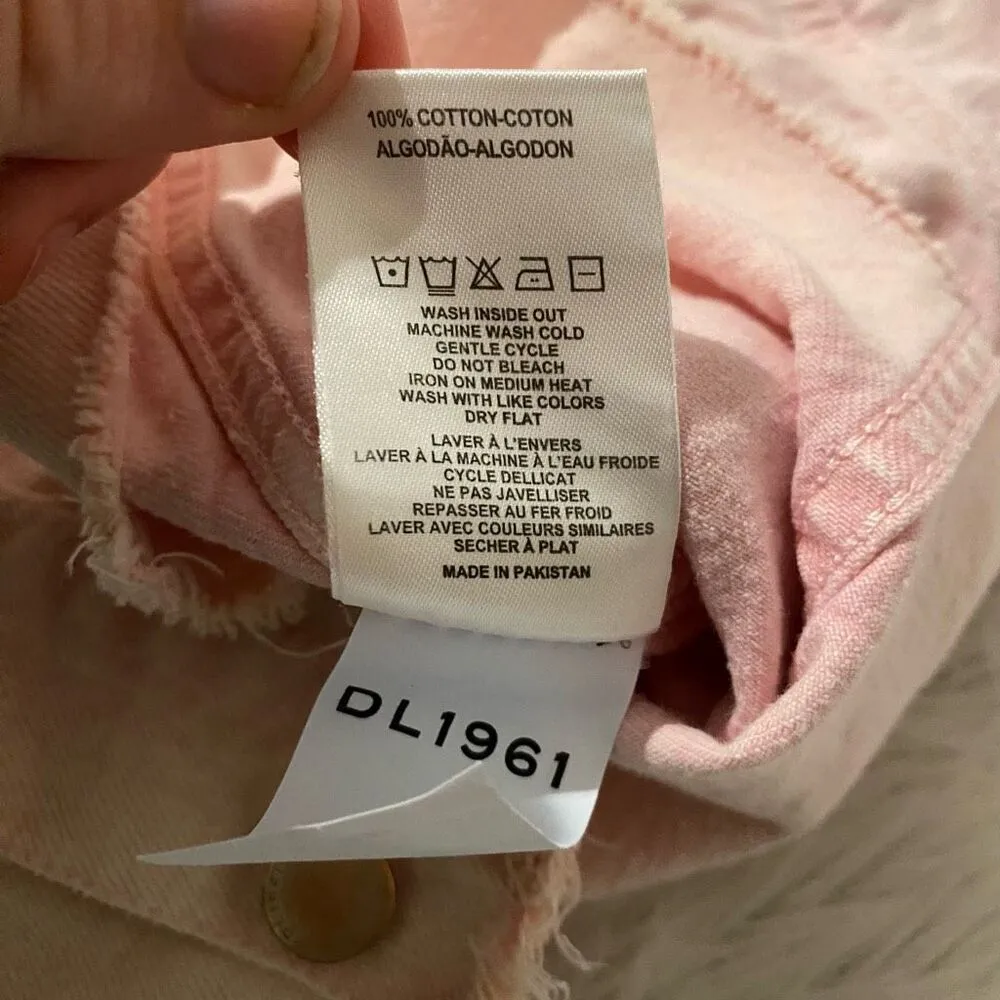 100% COTTON-COTON
ALGODÃO-ALGODON
WASH INSIDE OUT
MACHINE WASH COLD
GENTLE CYCLE
DO NOT BLEACH
IRON ON MEDIUM HEAT
WASH WITH LIKE COLORS
DRY FLAT
LAVER À L'ENVERS
LAVER À LA MACHINE À L'EAU FROIDE
CYCLE DELLICAT
NE PAS JAVELLISER
REPASSER AU FER FROID
LAVER AVEC COULEURS SIMILAIRES
SECHER À PLAT
MADE IN PAKISTAN
DL1961